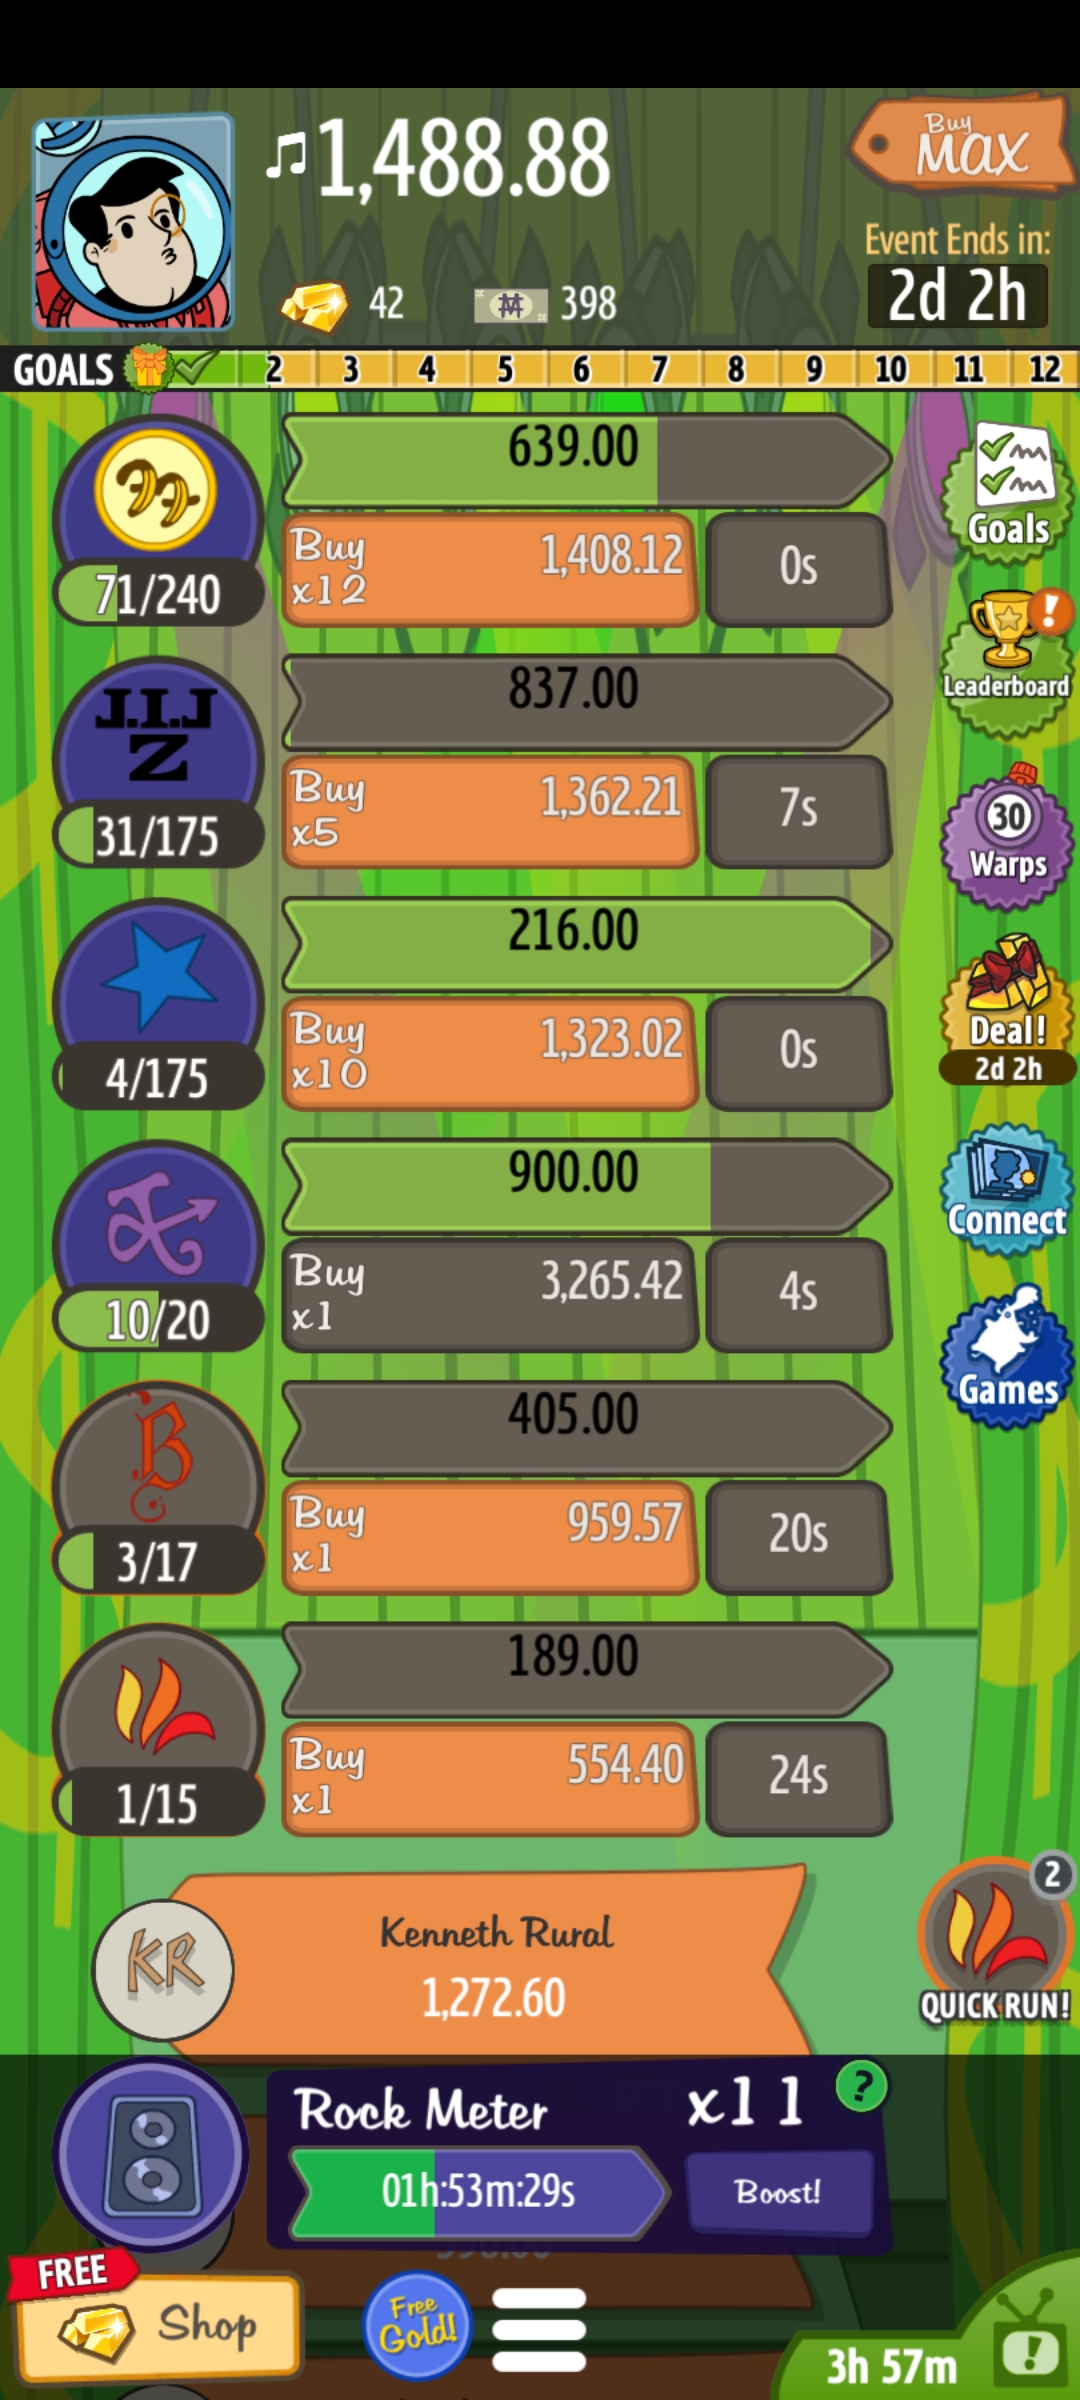 1,488.88
Buy
MAX
Event Ends in:
2d 2h
42
398
GOALS 2 3 4 5 6 7 8 9 10 11 12
639.00
71/240
Buy
x12
1,408.12
0s
Goals
J.I.J
Z
837.00
31/175
Buy
x5
1,362.21
7s
Leaderboard
30
Warps
216.00
4/175
Buy
x10
1,323.02
0s
Deal!
2d 2h
900.00
10/20
Buy
x1
3,265.42
4s
Connect
Games
B
405.00
3/17
Buy
x1
959.57
20s
189.00
1/15
Buy
x1
554.40
24s
KR
Kenneth Rural
1,272.60
2
QUICK RUN!
Rock Meter
x11
?
01h:53m:29s
Boost!
FREE
Shop
Free
Gold!
3h 57m